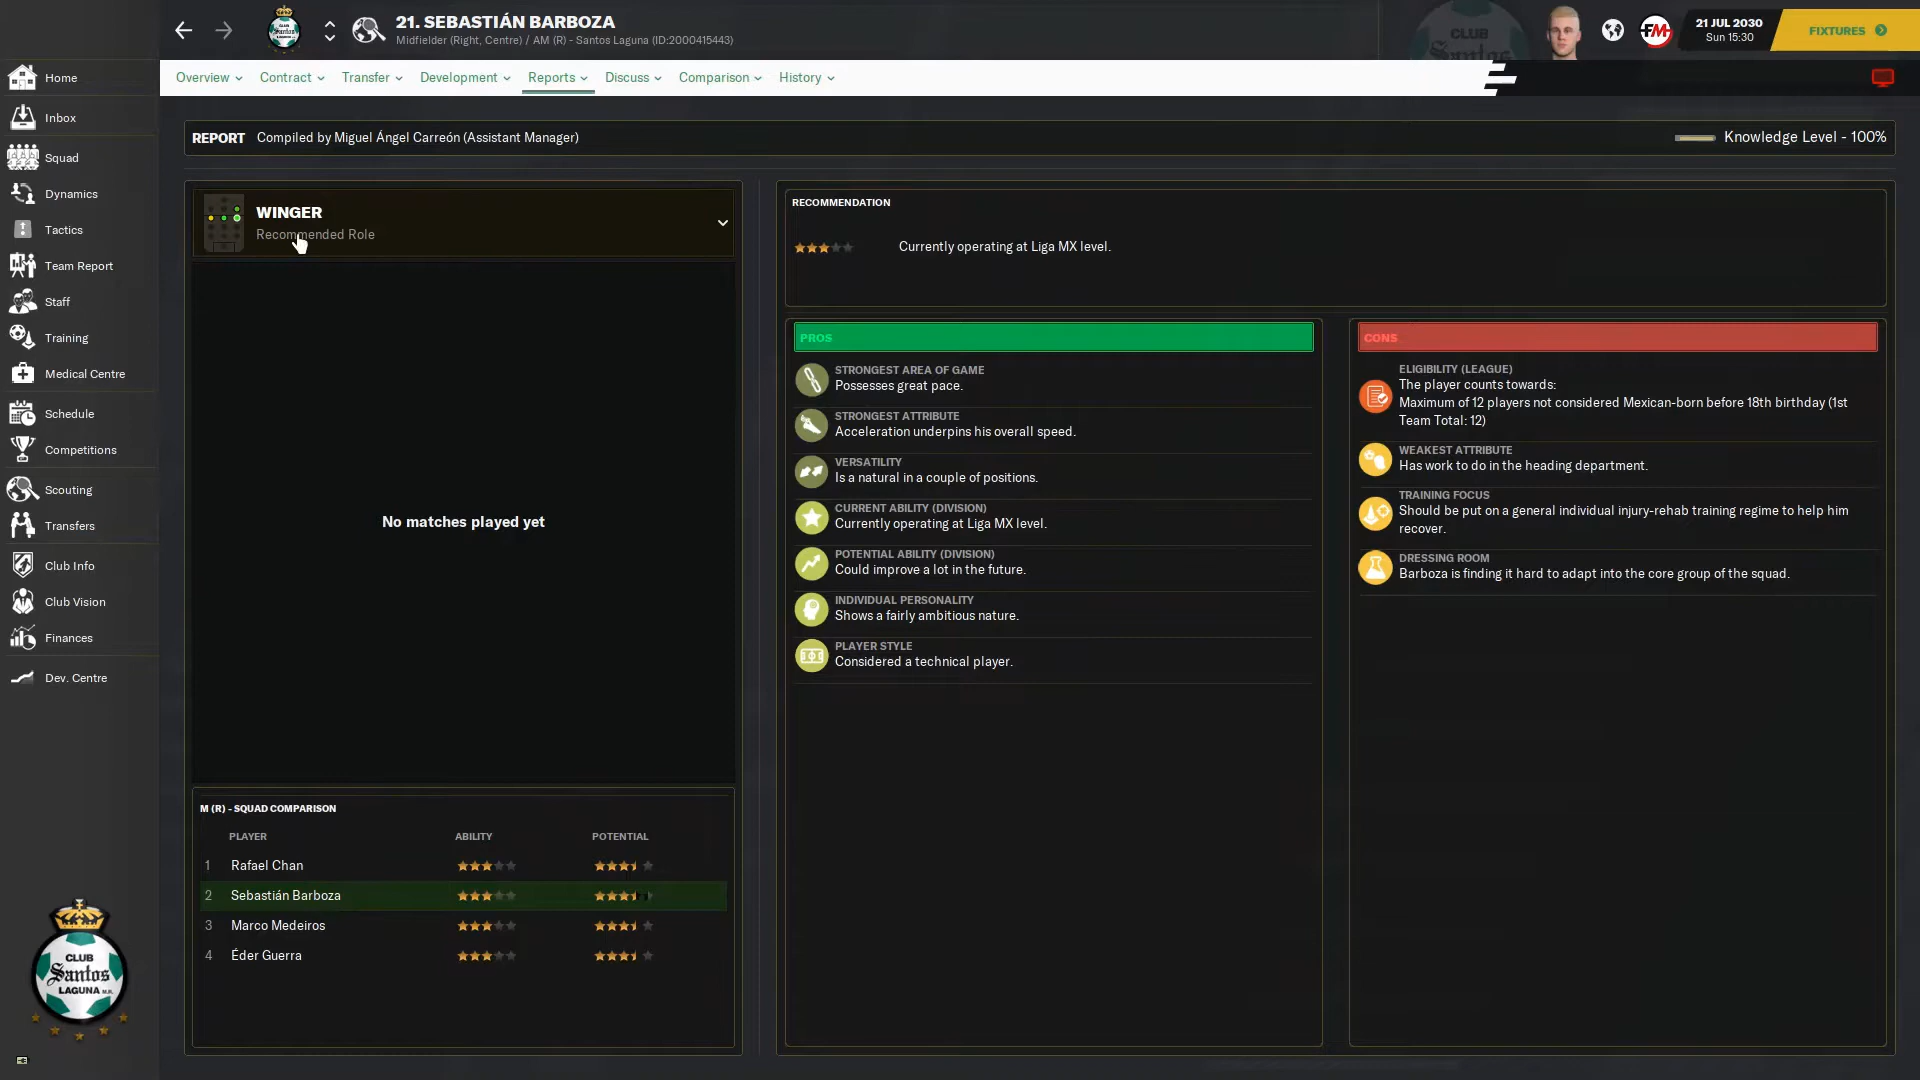 21. SEBASTIÁN BARBOZA
Midfielder (Right, Centre) / AM (R) - Santos Laguna (ID:2000415443)
CLUB
Santos
FM
21 JUL 2030
Sun 15:30
FIXTURES
Overview
Contract
Transfer
Development
Reports
Discuss
Comparison
History
Home
Inbox
Squad
Dynamics
Tactics
Team Report
Staff
Training
Medical Centre
Schedule
Competitions
Scouting
Transfers
Club Info
Club Vision
Finances
Dev. Centre
CLUB
Santos
LAGUNA
REPORT Compiled by Miguel Ángel Carreón (Assistant Manager)
Knowledge Level - 100%
WINGER
Recommended Role
No matches played yet
M (R) - SQUAD COMPARISON
PLAYER ABILITY POTENTIAL
1 Rafael Chan
2 Sebastián Barboza
3 Marco Medeiros
4 Éder Guerra
RECOMMENDATION
Currently operating at Liga MX level.
PROS
STRONGEST AREA OF GAME
Possesses great pace.
STRONGEST ATTRIBUTE
Acceleration underpins his overall speed.
VERSATILITY
Is a natural in a couple of positions.
CURRENT ABILITY (DIVISION)
Currently operating at Liga MX level.
POTENTIAL ABILITY (DIVISION)
Could improve a lot in the future.
INDIVIDUAL PERSONALITY
Shows a fairly ambitious nature.
PLAYER STYLE
Considered a technical player.
CONS
ELIGIBILITY (LEAGUE)
The player counts towards:
Maximum of 12 players not considered Mexican-born before 18th birthday (1st
Team Total: 12)
WEAKEST ATTRIBUTE
Has work to do in the heading department.
TRAINING FOCUS
Should be put on a general individual injury-rehab training regime to help him
recover.
DRESSING ROOM
Barboza is finding it hard to adapt into the core group of the squad.